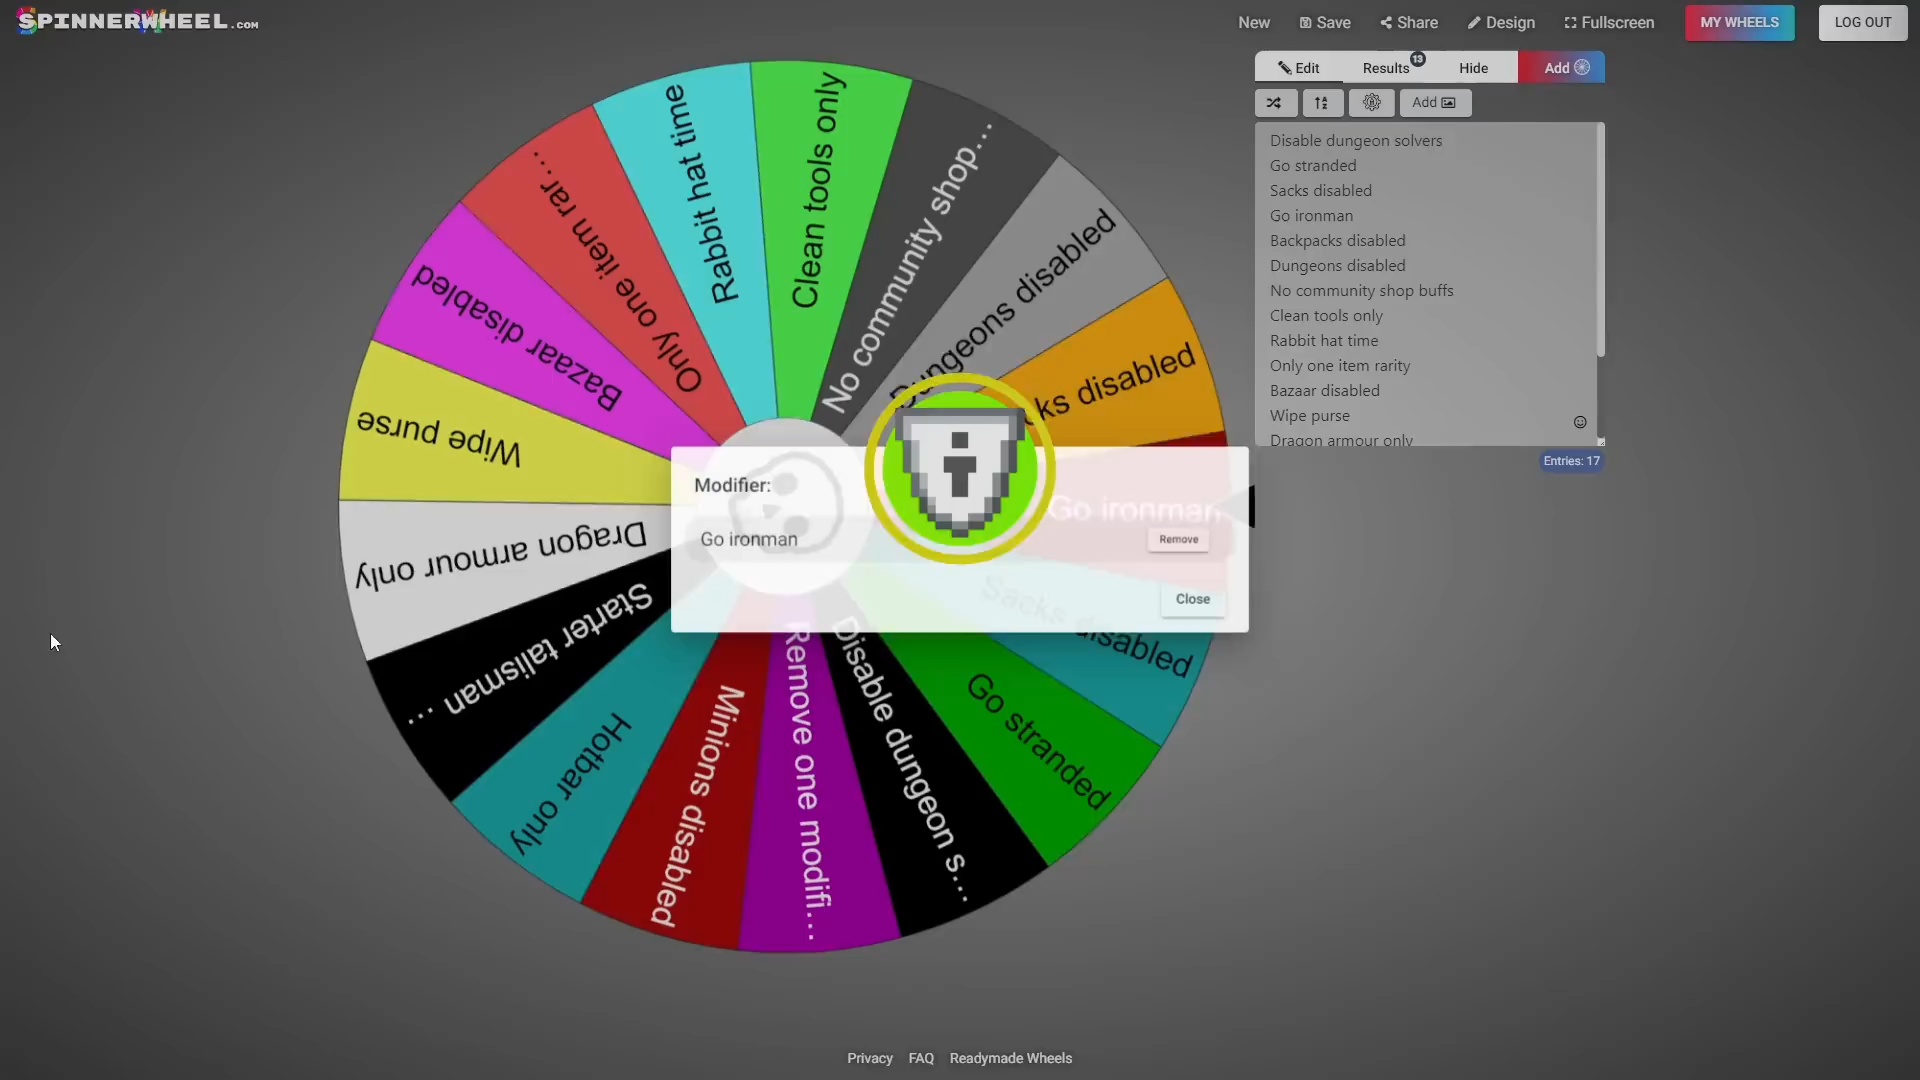 SPINNERWHEEL.COM
New
Save
Share
Design
Fullscreen
MY WHEELS
LOG OUT
Edit
Results
13
Hide
Add
Add
Disable dungeon solvers
Go stranded
Sacks disabled
Go ironman
Backpacks disabled
Dungeons disabled
No community shop buffs
Clean tools only
Rabbit hat time
Only one item rarity
Bazaar disabled
Wipe purse
Dragon armour only
Entries: 17
Clean tools only
No community shop...
Dungeons disabled
cks disabled
Go ironman
Sacks disabled
Go stranded
Disable dungeon s...
Remove one modifi...
Minions disabled
Hotbar only
Starter talisman ...
Dragon armour only
Wipe purse
Bazaar disabled
Only one item rar...
Rabbit hat time
Modifier:
Go ironman
Remove
Close
Privacy
FAQ
Readymade Wheels